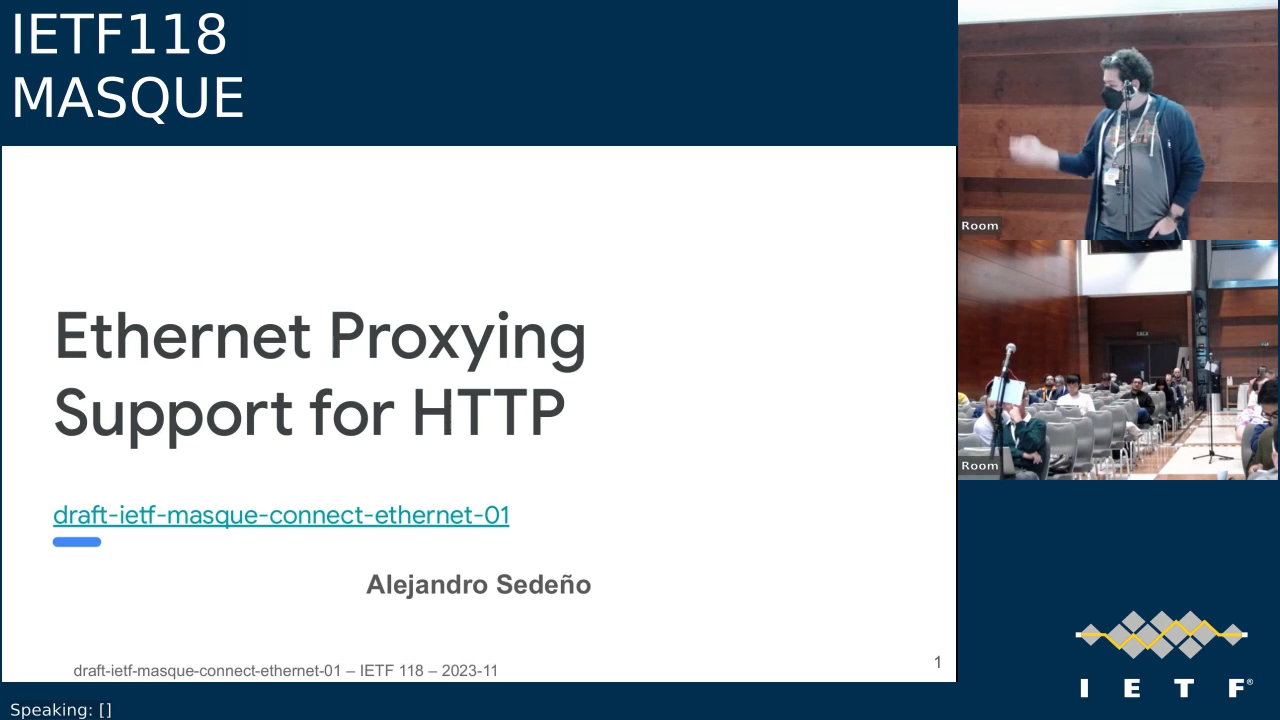 IETF118
MASQUE
Ethernet Proxying
Support for HTTP
draft-ietf-masque-connect-ethernet-01
Alejandro Sedeño
draft-ietf-masque-connect-ethernet-01 – IETF 118 – 2023-11
1
Room
Room
I E T F®
Speaking: []